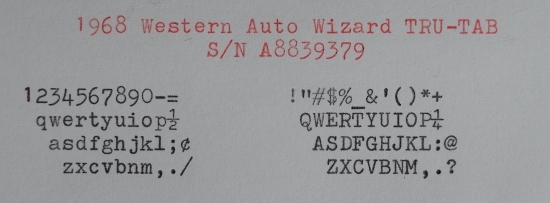 1968 Western Auto Wizard TRU-TAB
S/N A8839379
1234567890-=
qwertyuiop½
asdfghjkl;¢
zxcvbnm,./
!"#$%_&'()*+
QWERTYUIOP¼
ASDFGHJKL:@
ZXCVBNM,.?